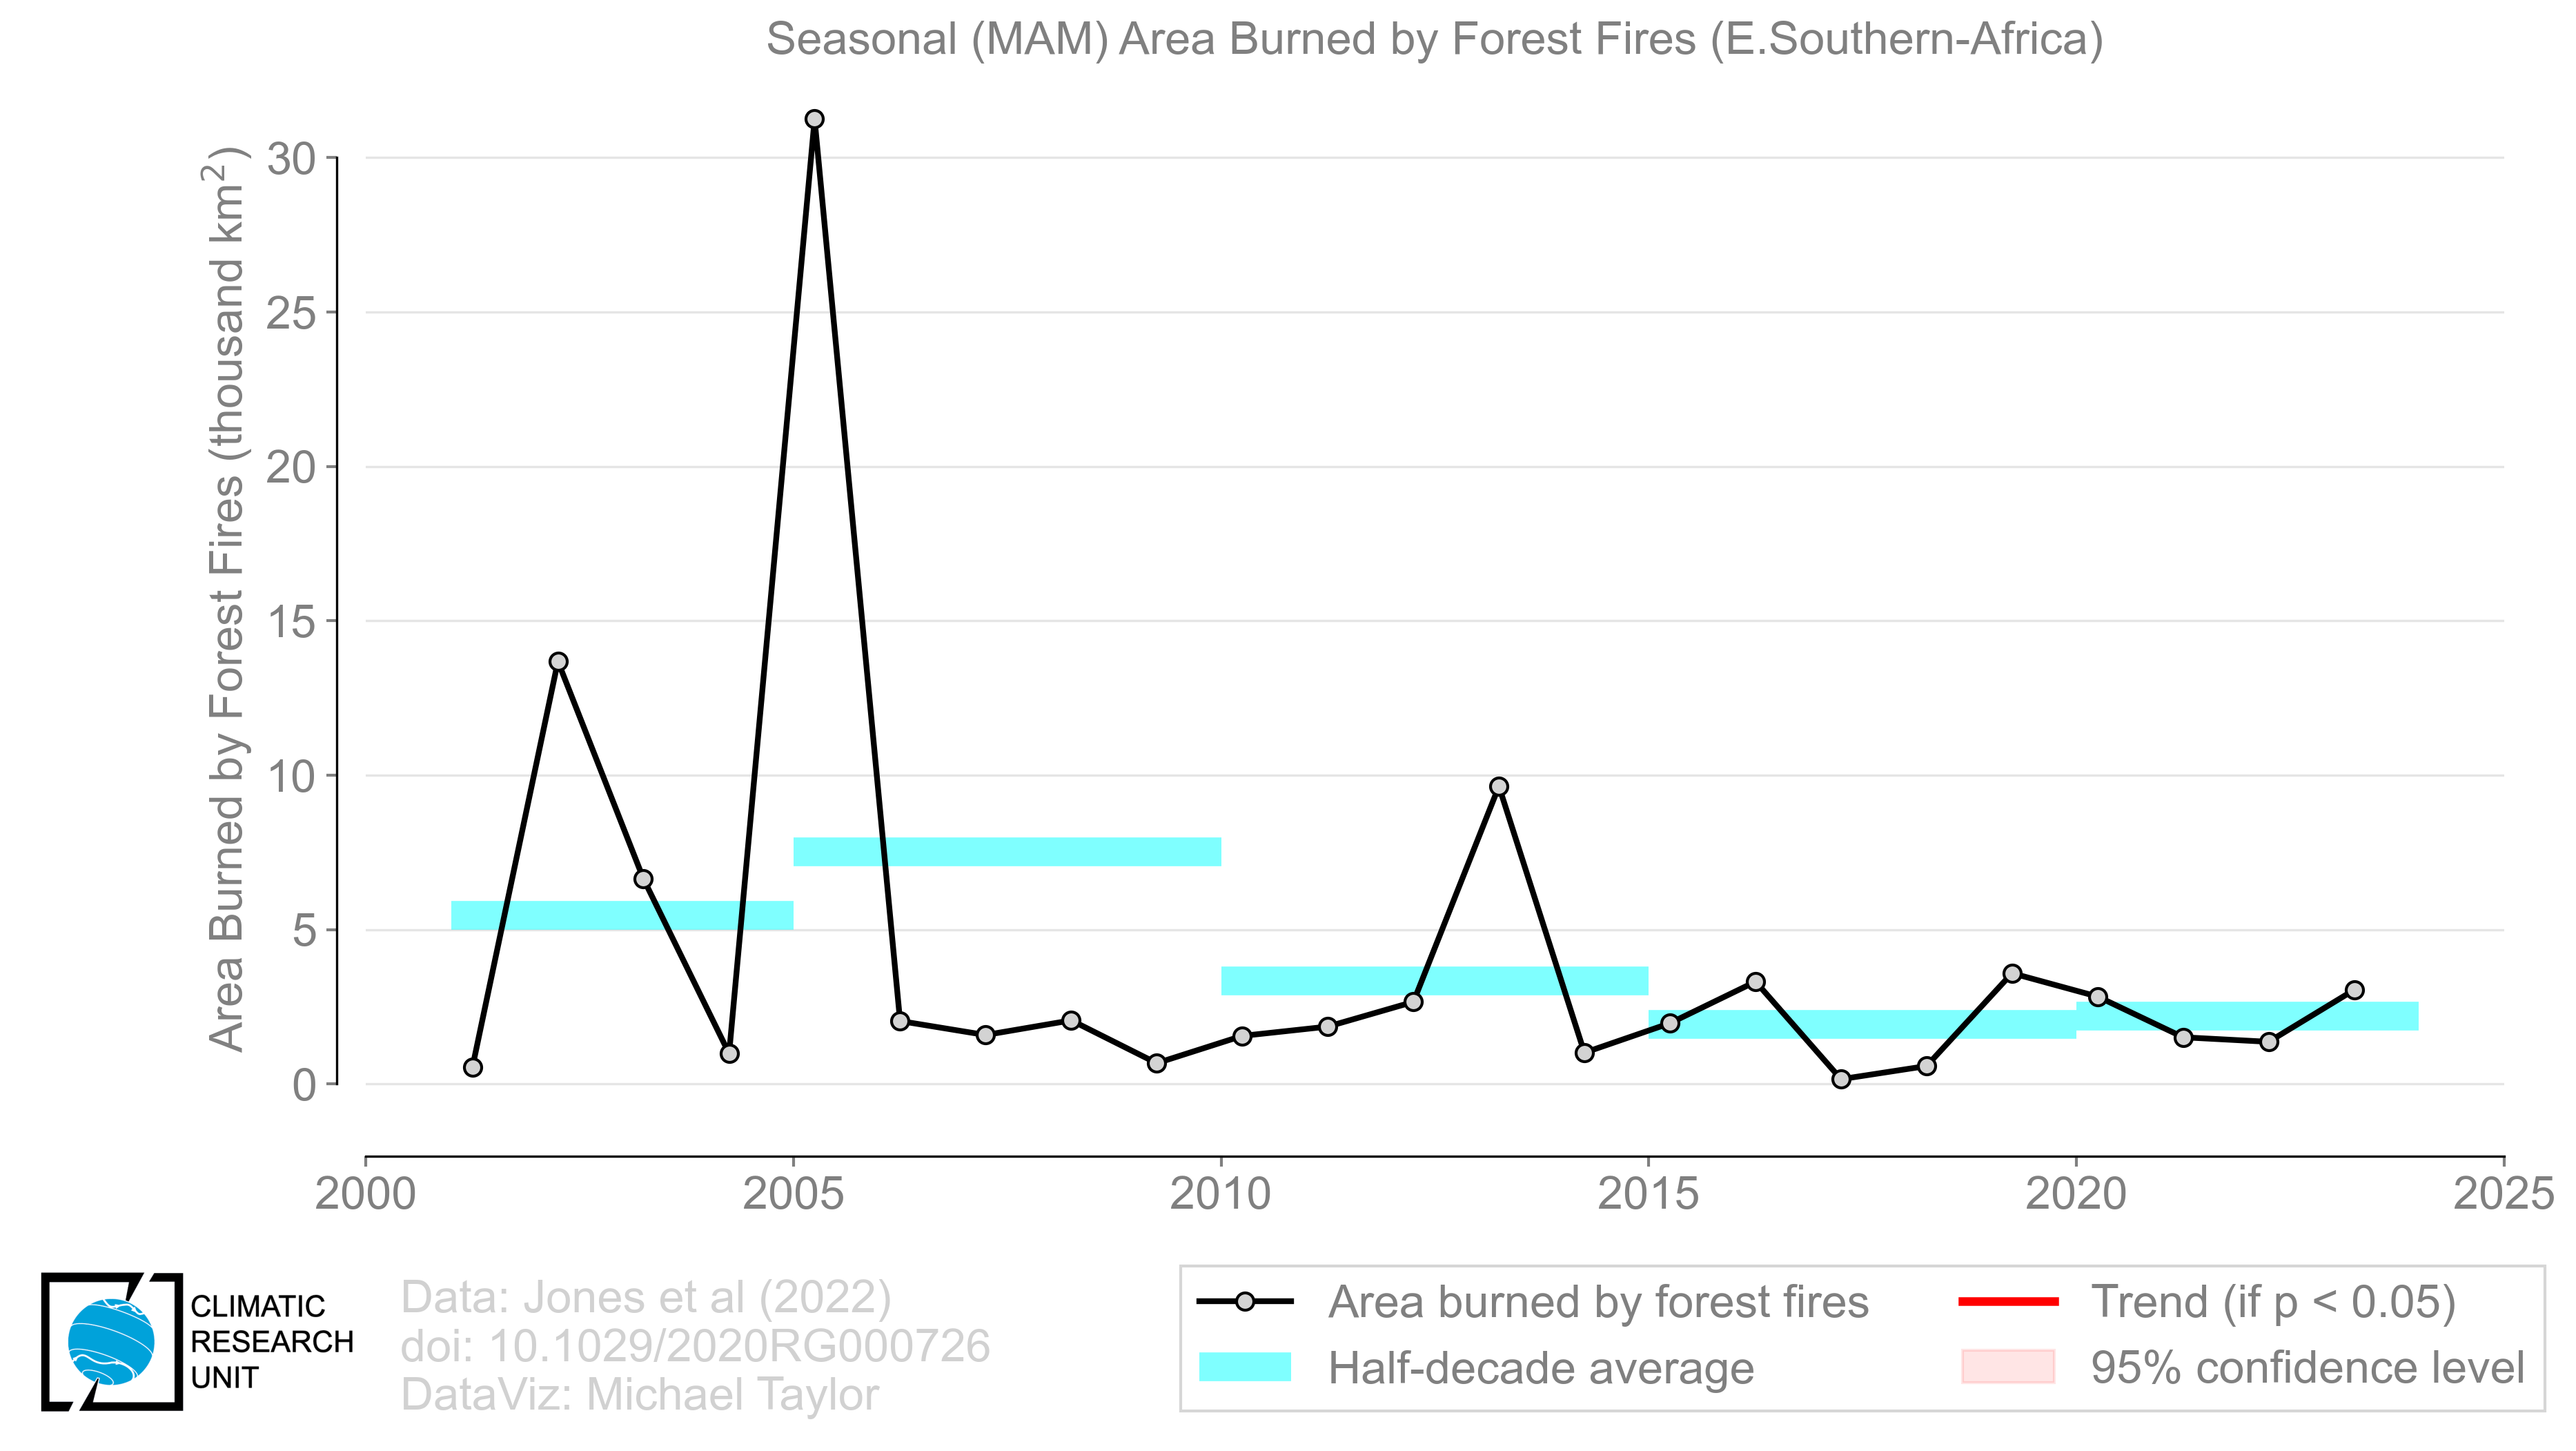 Seasonal (MAM) Area Burned by Forest Fires (E.Southern-Africa)
Area Burned by Forest Fires (thousand km²)
30
25
20
15
10
5
0
2000 2005 2010 2015 2020 2025
CLIMATIC
RESEARCH
UNIT
Data: Jones et al (2022)
doi: 10.1029/2020RG000726
DataViz: Michael Taylor
Area burned by forest fires
Half-decade average
Trend (if p < 0.05)
95% confidence level